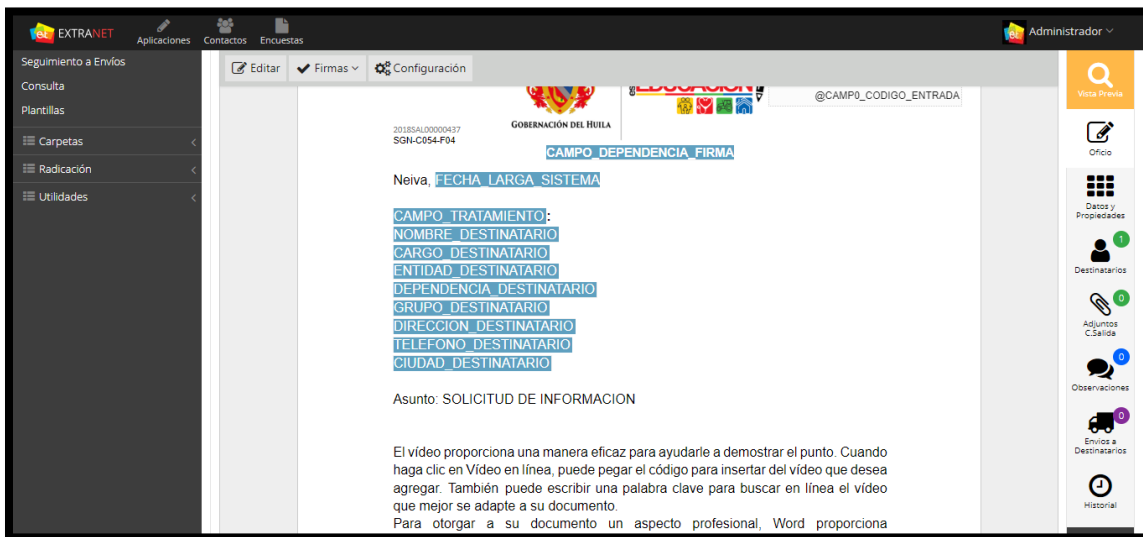 EXTRANET
Aplicaciones
Contactos
Encuestas
Administrador
Seguimiento a Envíos
Consulta
Plantillas
Carpetas
Radicación
Utilidades
Editar
Firmas
Configuración
EDUCACIÓN
@CAMP0_CODIGO_ENTRADA
GOBERNACIÓN DEL HUILA
2018SAL00000437
SGN-C054-F04
CAMPO_DEPENDENCIA_FIRMA
Neiva, FECHA_LARGA_SISTEMA
CAMPO_TRATAMIENTO:
NOMBRE_DESTINATARIO
CARGO_DESTINATARIO
ENTIDAD_DESTINATARIO
DEPENDENCIA_DESTINATARIO
GRUPO_DESTINATARIO
DIRECCION_DESTINATARIO
TELEFONO_DESTINATARIO
CIUDAD_DESTINATARIO
Asunto: SOLICITUD DE INFORMACION
El vídeo proporciona una manera eficaz para ayudarle a demostrar el punto. Cuando
haga clic en Vídeo en línea, puede pegar el código para insertar del vídeo que desea
agregar. También puede escribir una palabra clave para buscar en línea el vídeo
que mejor se adapte a su documento.
Para otorgar a su documento un aspecto profesional, Word proporciona
Vista Previa
Oficio
Datos y
Propiedades
1
Destinatarios
0
Adjuntos
C.Salida
0
Observaciones
0
Envios a
Destinatarios
Historial